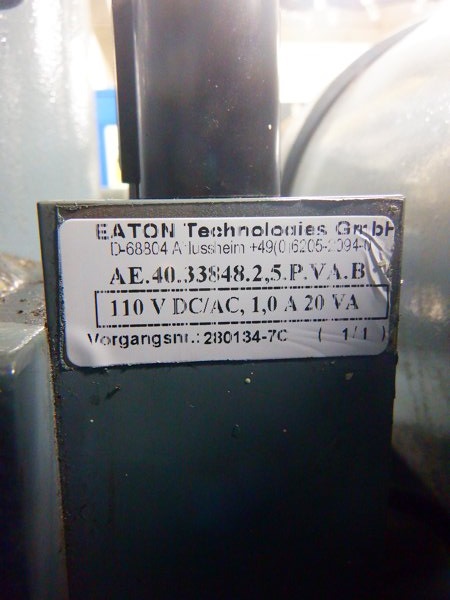 EATON Technologies GmbH
D-68804 Altlussheim +49(0)6205-2094-0
AE.40.33848.2,5.P.VA.B
110 V DC/AC, 1,0 A 20 VA
Vorgangsnr.: 280134-7C ( 1/1 )